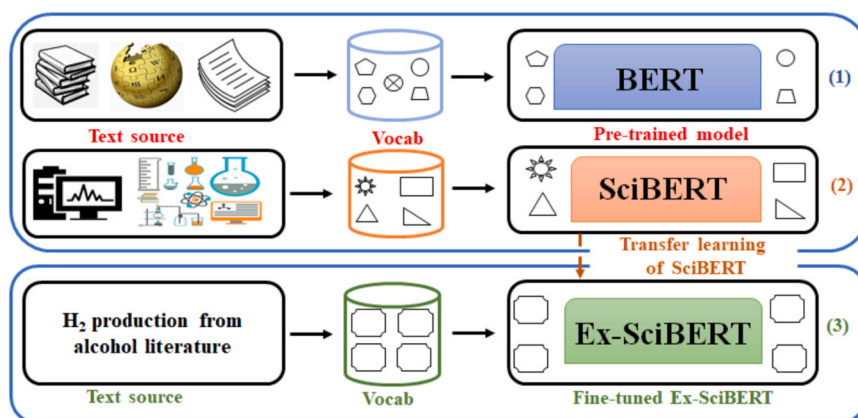 BERT
(1)
Text source
Vocab
Pre-trained model
SciBERT
(2)
Transfer learning
of SciBERT
H₂ production from
alcohol literature
Ex-SciBERT
(3)
Text source
Vocab
Fine-tuned Ex-SciBERT